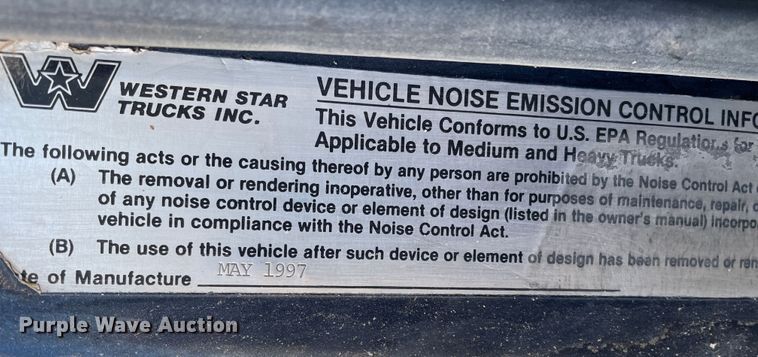 W
WESTERN STAR
TRUCKS INC.
VEHICLE NOISE EMISSION CONTROL INFO
This Vehicle Conforms to U.S. EPA Regulations for
Applicable to Medium and Heavy Trucks.
The following acts or the causing thereof by any person are prohibited by the Noise Control Act
(A) The removal or rendering inoperative, other than for purposes of maintenance, repair,
of any noise control device or element of design (listed in the owner's manual) incorpo
vehicle in compliance with the Noise Control Act.
(B) The use of this vehicle after such device or element of design has been removed or ren
te of Manufacture MAY 1997
Purple Wave Auction